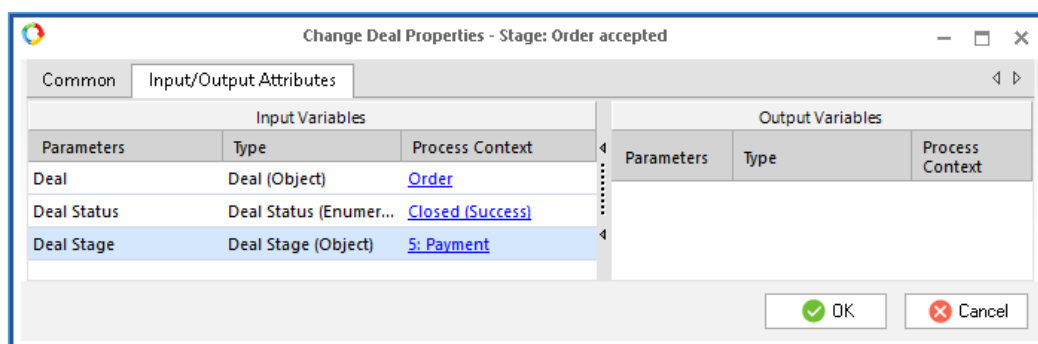 Change Deal Properties - Stage: Order accepted
Common
Input/Output Attributes
Input Variables
Output Variables
Parameters
Type
Process Context
Parameters
Type
Process
Context
Deal
Deal (Object)
Order
Deal Status
Deal Status (Enumer...
Closed (Success)
Deal Stage
Deal Stage (Object)
5: Payment
OK
Cancel